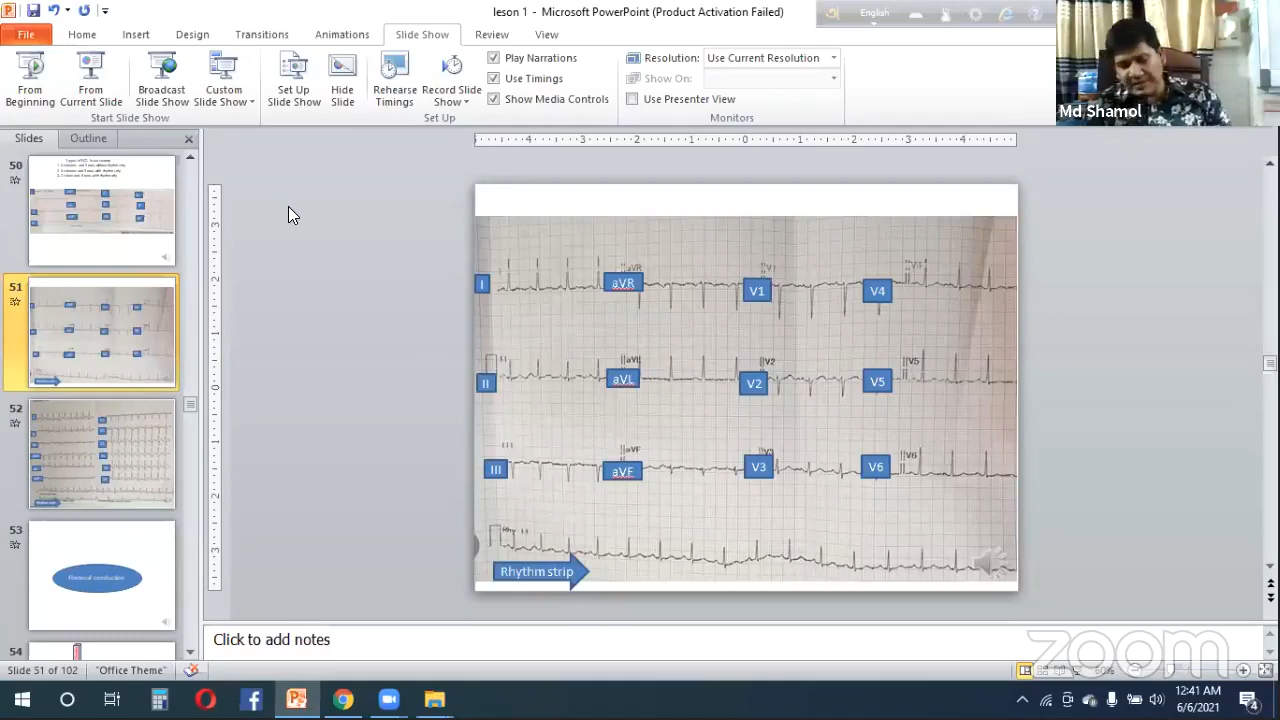 leson 1 - Microsoft PowerPoint (Product Activation Failed)
English
File Home Insert Design Transitions Animations Slide Show Review View
From Beginning
From Current Slide
Broadcast Slide Show
Custom Slide Show
Start Slide Show
Set Up Slide Show
Hide Slide
Rehearse Timings
Record Slide Show
Play Narrations
Use Timings
Show Media Controls
Set Up
Resolution: Use Current Resolution
Show On:
Use Presenter View
Monitors
Md Shamol
Slides Outline
50
51
52
53
54
I aVR V1 V4
II aVL V2 V5
III aVF V3 V6
Rhythm strip
Click to add notes
zoom
Slide 51 of 102 "Office Theme" 60%
12:41 AM
6/6/2021
4